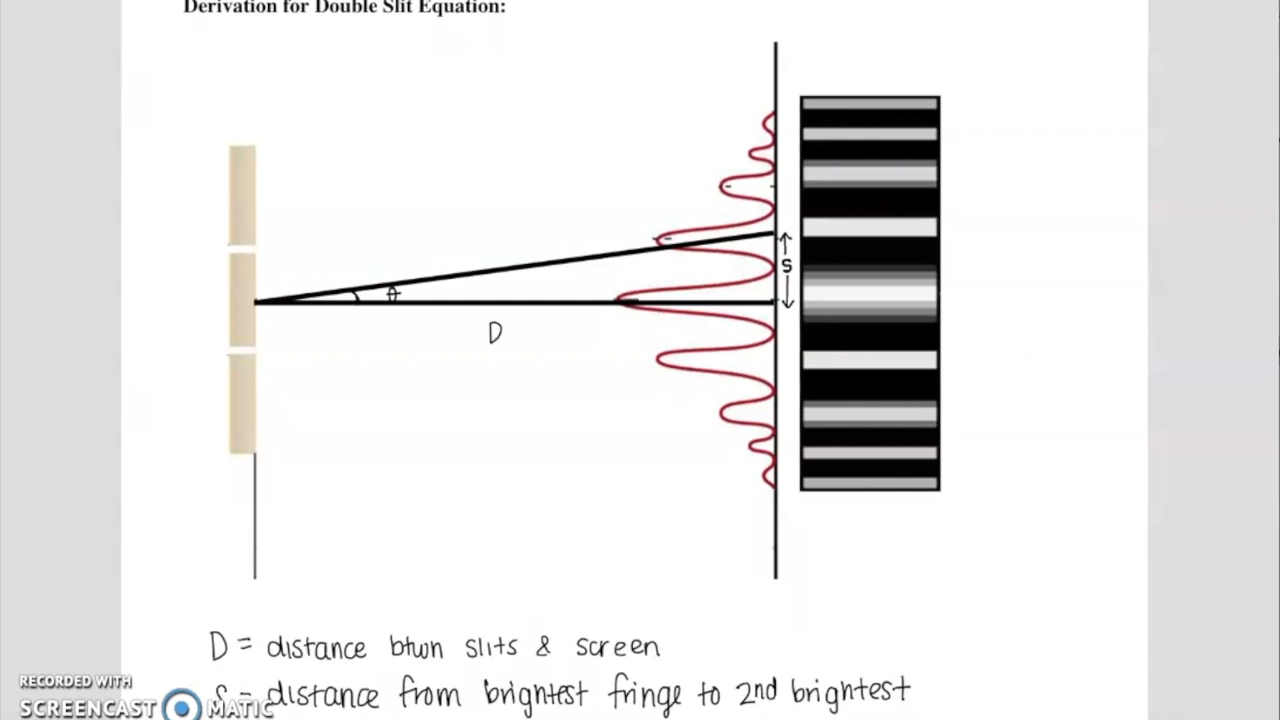 Derivation for Double Slit Equation:
S
θ
D
D = distance btwn slits & screen
S = distance from brightest fringe to 2nd brightest
RECORDED WITH
SCREENCAST MATIC